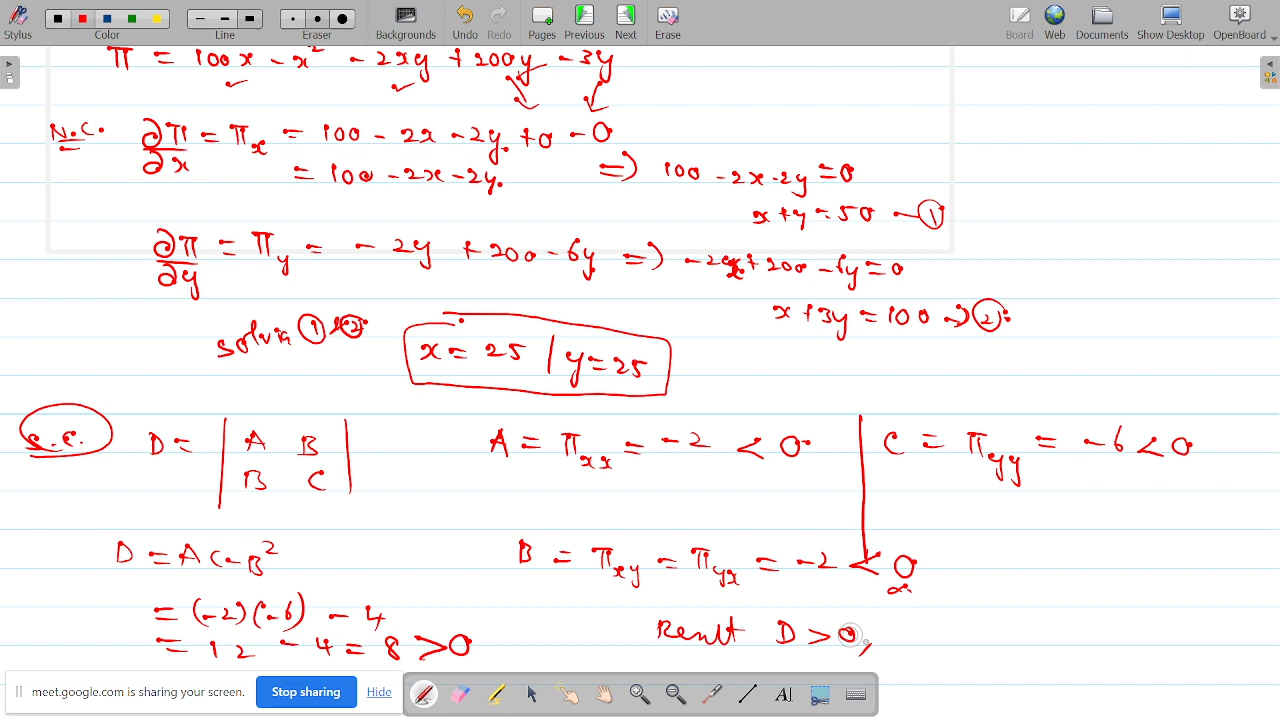 Stylus Color Line Eraser Backgrounds Undo Redo Pages Previous Next Erase Board Web Documents Show Desktop OpenBoard
π = 100x - x² - 2xy + 200y - 3y
N.C. ∂π/∂x = πx = 100 - 2x - 2y + 0 - 0
= 100 - 2x - 2y. => 100 - 2x - 2y = 0
x + y = 50 — ①
∂π/∂y = πy = - 2y + 200 - 6y => - 2x + 200 - 6y = 0
x + 3y = 100 → ②
solvin ① & ②
x = 25 | y = 25
S.C. D = | A B | A = πxx = -2 < 0 C = πyy = -6 < 0
| B C |
D = AC - B² B = πxy = πyx = -2 < 0
= (-2)(-6) - 4
= 12 - 4 = 8 > 0 Result D > 0,
meet.google.com is sharing your screen. Stop sharing Hide